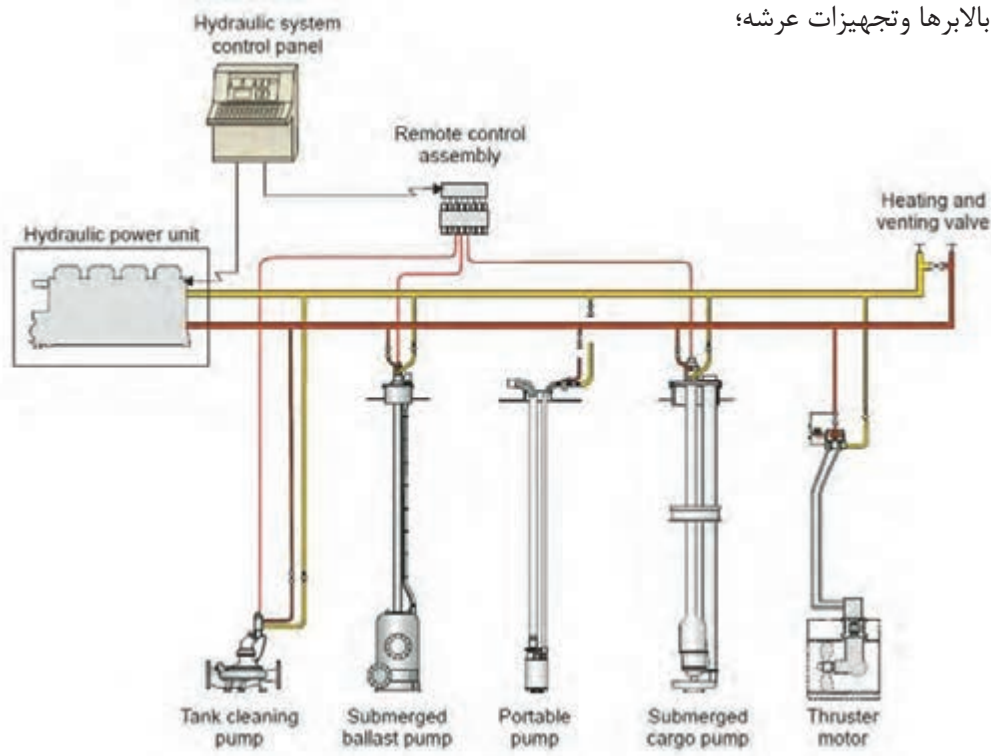 بالابرها وتجهیزات عرشه؛
Hydraulic system
control panel
Remote control
assembly
Heating and
venting valve
Hydraulic power unit
Tank cleaning
pump
Submerged
ballast pump
Portable
pump
Submerged
cargo pump
Thruster
motor